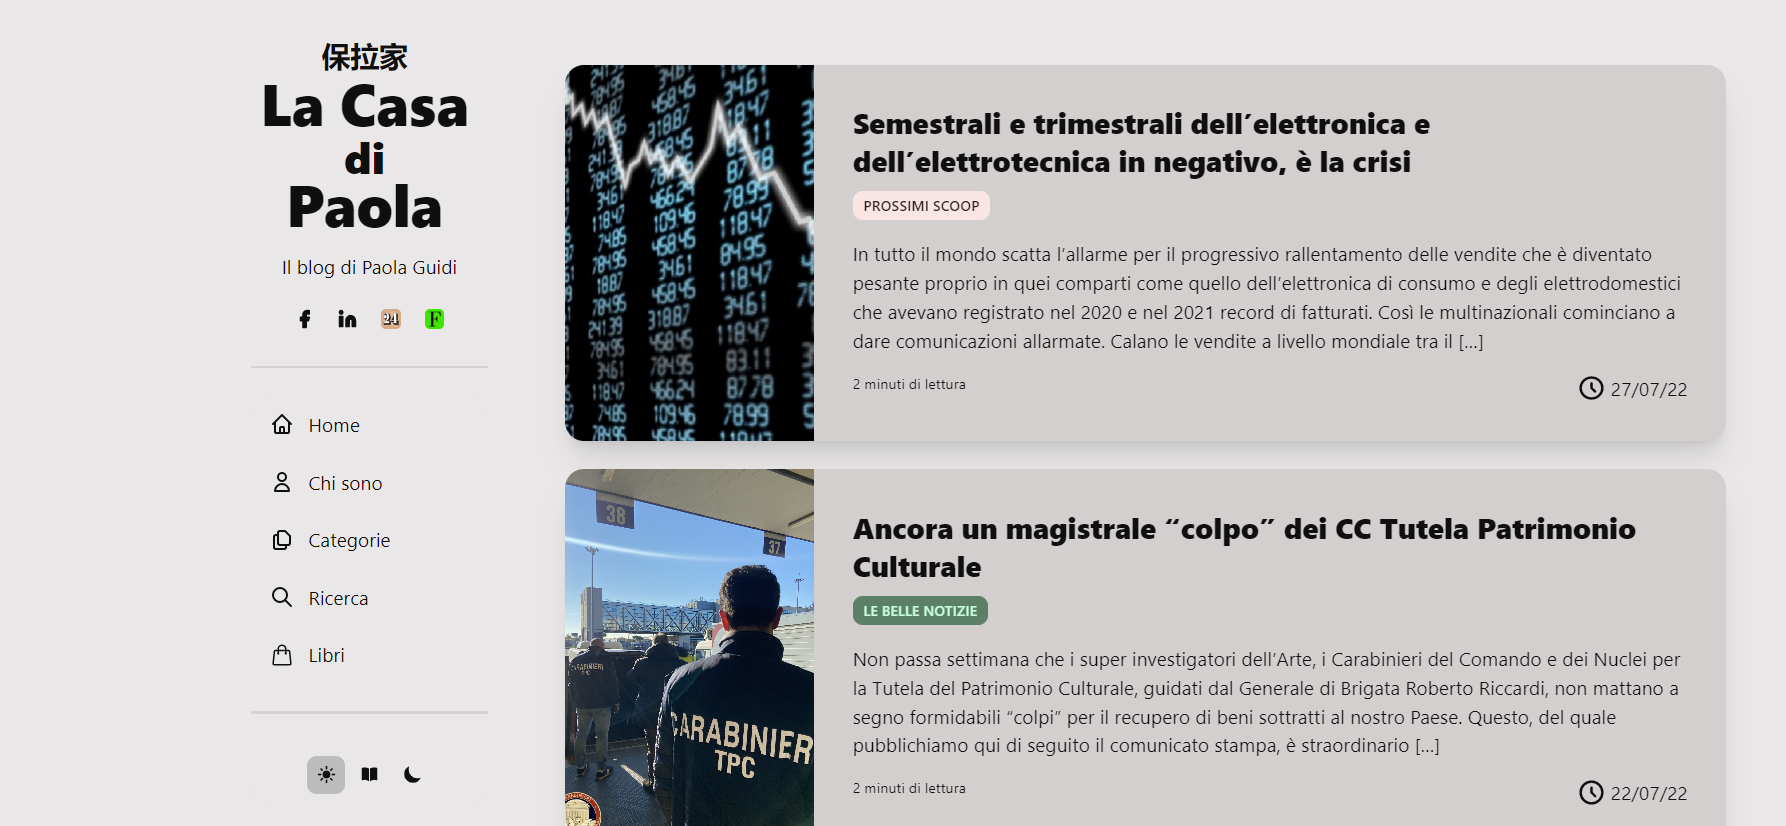 保拉家
La Casa
di
Paola
Il blog di Paola Guidi
24
F
Home
Chi sono
Categorie
Ricerca
Libri
Semestrali e trimestrali dell’elettronica e
dell’elettrotecnica in negativo, è la crisi
PROSSIMI SCOOP
In tutto il mondo scatta l’allarme per il progressivo rallentamento delle vendite che è diventato
pesante proprio in quei comparti come quello dell’elettronica di consumo e degli elettrodomestici
che avevano registrato nel 2020 e nel 2021 record di fatturati. Così le multinazionali cominciano a
dare comunicazioni allarmate. Calano le vendite a livello mondiale tra il [...]
2 minuti di lettura
27/07/22
38
37
CARABINIERI
TPC
CARABINIER
TPC
Ancora un magistrale “colpo” dei CC Tutela Patrimonio
Culturale
LE BELLE NOTIZIE
Non passa settimana che i super investigatori dell’Arte, i Carabinieri del Comando e dei Nuclei per
la Tutela del Patrimonio Culturale, guidati dal Generale di Brigata Roberto Riccardi, non mattano a
segno formidabili “colpi” per il recupero di beni sottratti al nostro Paese. Questo, del quale
pubblichiamo qui di seguito il comunicato stampa, è straordinario [...]
2 minuti di lettura
22/07/22